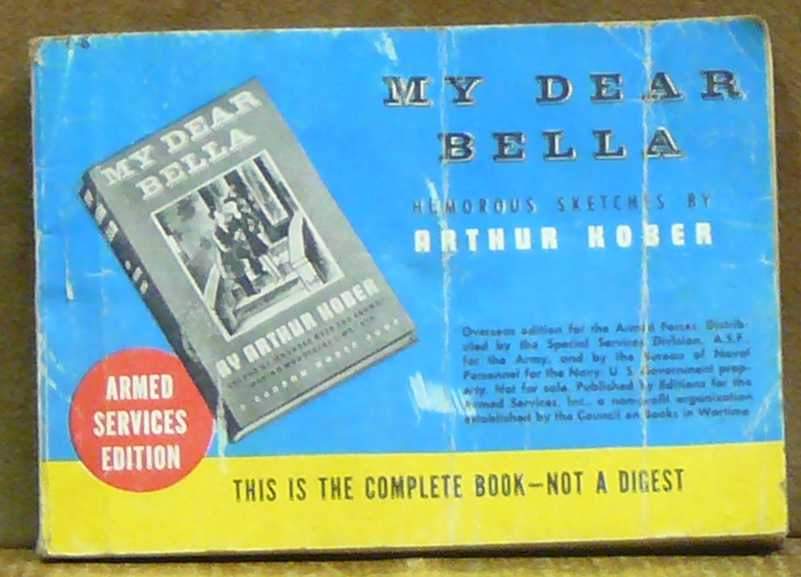 MY DEAR
BELLA
HUMOROUS SKETCHES BY
ARTHUR KOBER
MY DEAR
BELLA
BY ARTHUR KOBER
Overseas edition for the Armed Forces. Distrib-
uted by the Special Services Division, A.S.F.
for the Army, and by the Bureau of Naval
Personnel for the Navy. U. S. Government prop-
erty. Not for sale. Published by Editions for the
Armed Services, Inc., a non-profit organization
established by the Council on Books in Wartime
ARMED
SERVICES
EDITION
THIS IS THE COMPLETE BOOK—NOT A DIGEST